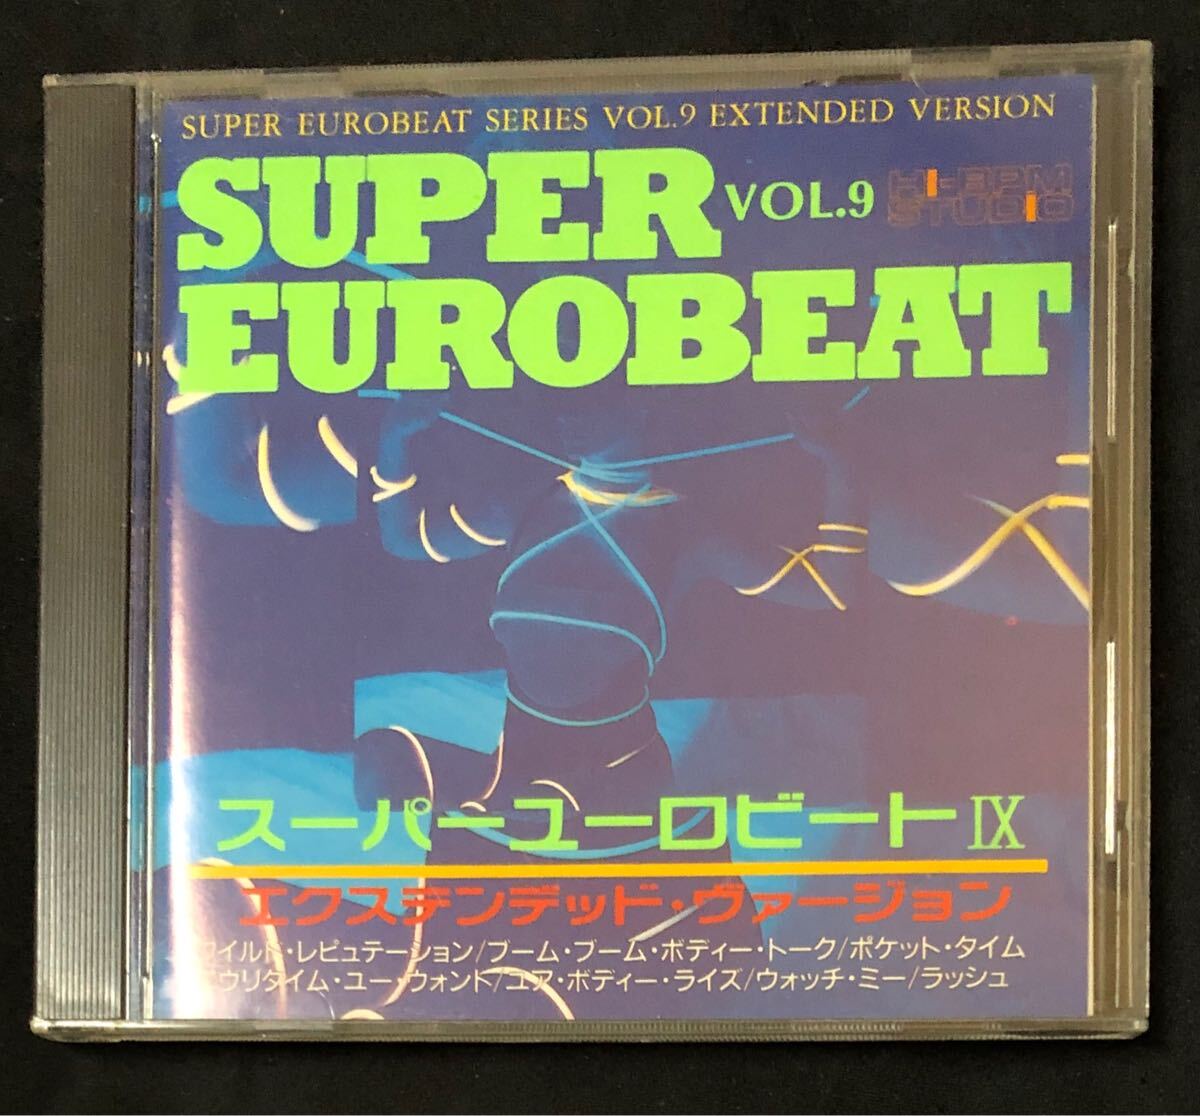 SUPER EUROBEAT SERIES VOL.9 EXTENDED VERSION
SUPER VOL.9
HI-BPM
STUDIO
EUROBEAT
スーパーユーロビートⅨ
エクステンデッド・ヴァージョン
ワイルド・レピュテーション/ブーム・ブーム・ボディー・トーク/ポケット・タイム
エヴリタイム・ユー・ウォント/ユア・ボディー・ライズ/ウォッチ・ミー/ラッシュ